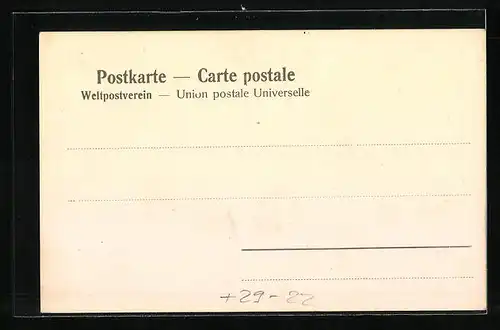 Postkarte — Carte postale
Weltpostverein — Union postale Universelle
+29-22